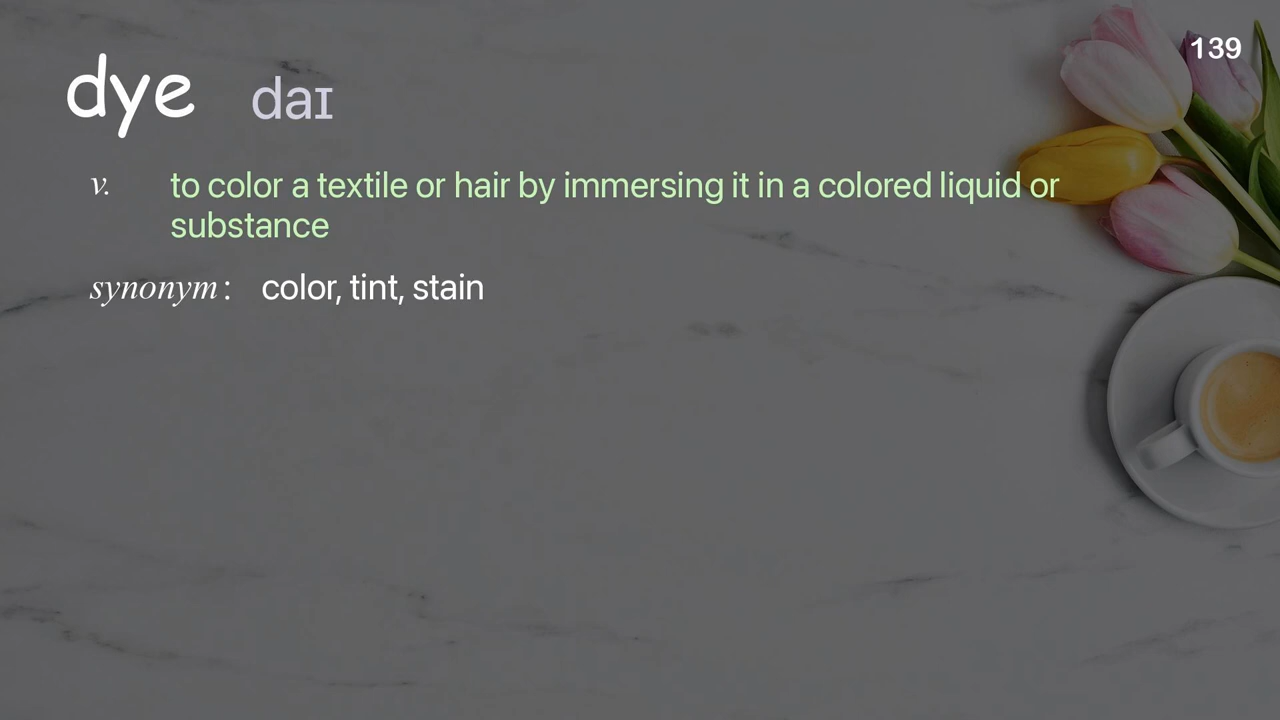 139
dye daɪ
v. to color a textile or hair by immersing it in a colored liquid or
substance
synonym: color, tint, stain